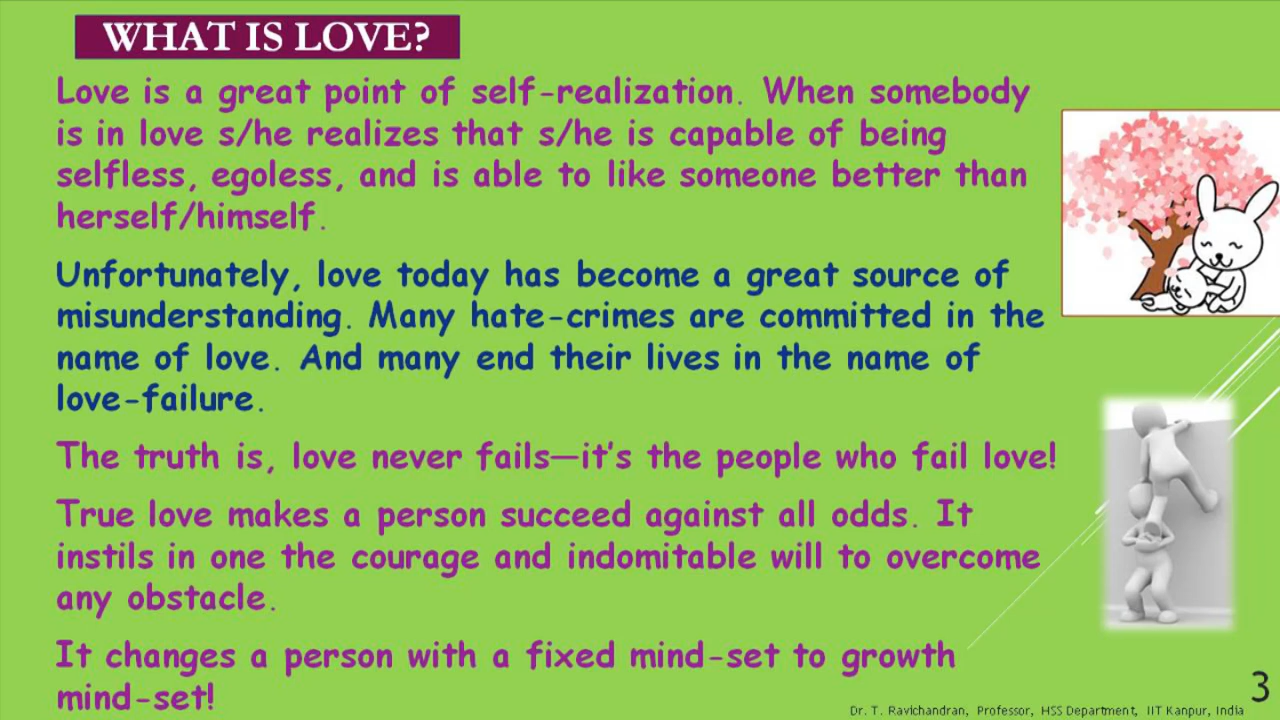 WHAT IS LOVE?
Love is a great point of self-realization. When somebody
is in love s/he realizes that s/he is capable of being
selfless, egoless, and is able to like someone better than
herself/himself.
Unfortunately, love today has become a great source of
misunderstanding. Many hate-crimes are committed in the
name of love. And many end their lives in the name of
love-failure.
The truth is, love never fails—it's the people who fail love!
True love makes a person succeed against all odds. It
instils in one the courage and indomitable will to overcome
any obstacle.
It changes a person with a fixed mind-set to growth
mind-set!
3
Dr. T. Ravichandran, Professor, HSS Department, IIT Kanpur, India